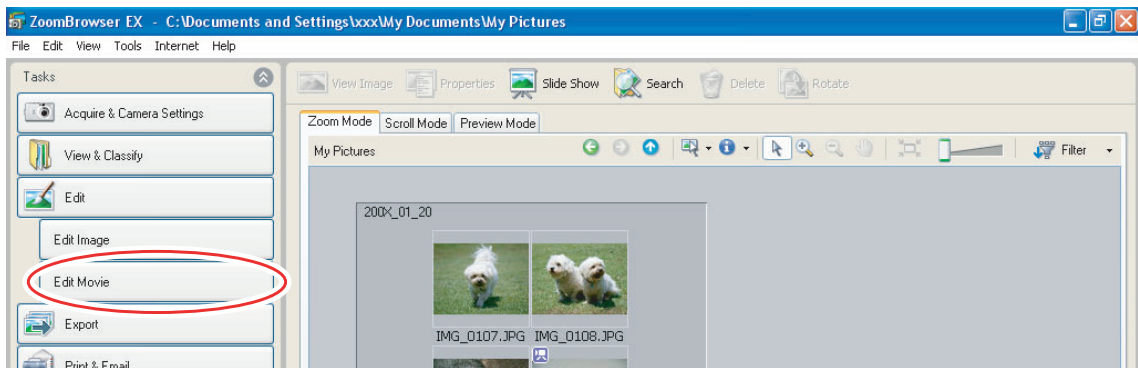 ZoomBrowser EX - C:\Documents and Settings\xxx\My Documents\My Pictures
File Edit View Tools Internet Help
Tasks
View Image Properties Slide Show Search Delete Rotate
Acquire & Camera Settings
Zoom Mode Scroll Mode Preview Mode
View & Classify
My Pictures Filter
Edit
200X_01_20
Edit Image
Edit Movie
Export
IMG_0107.JPG IMG_0108.JPG
Print & Email